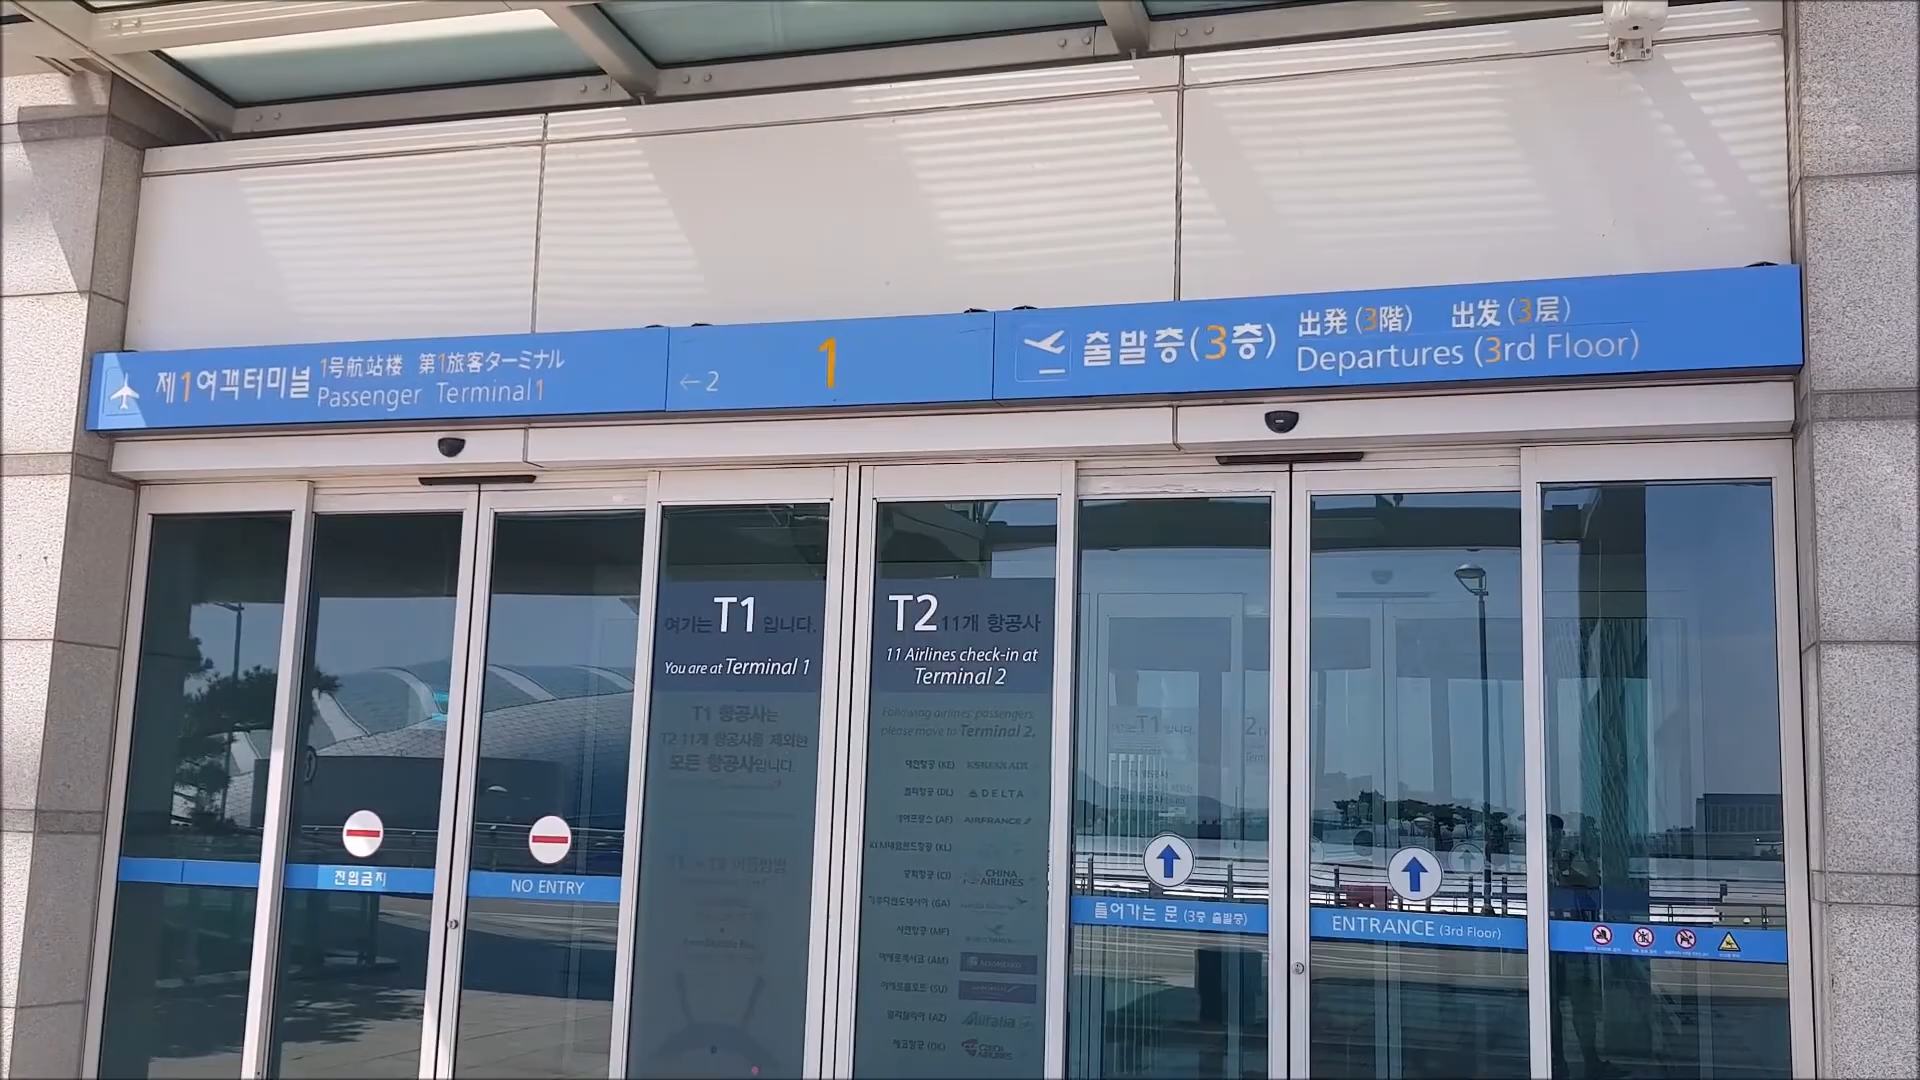 제1여객터미널
1号航站楼 第1旅客ターミナル
Passenger Terminal 1
←2
1
출발층(3층)
出発(3階) 出发(3层)
Departures (3rd Floor)
여기는 T1 입니다.
You are at Terminal 1
T1 항공사는
T2 11개 항공사를 제외한
모든 항공사입니다.
T2 11개 항공사
11 Airlines check-in at
Terminal 2
Following airlines' passengers
please move to Terminal 2.
대한항공 (KE) KOREAN AIR
델타항공 (DL) DELTA
에어프랑스 (AF) AIRFRANCE
KLM네덜란드항공 (KL)
중화항공 (CI) CHINA AIRLINES
가루다인도네시아 (GA)
샤먼항공 (MF)
아에로멕시코 (AM)
아에로플로트 (SU)
알리탈리아 (AZ) Alitalia
체코항공 (OK) CZECH AIRLINES
진입금지
NO ENTRY
들어가는 문 (3층 출발층)
ENTRANCE (3rd Floor)